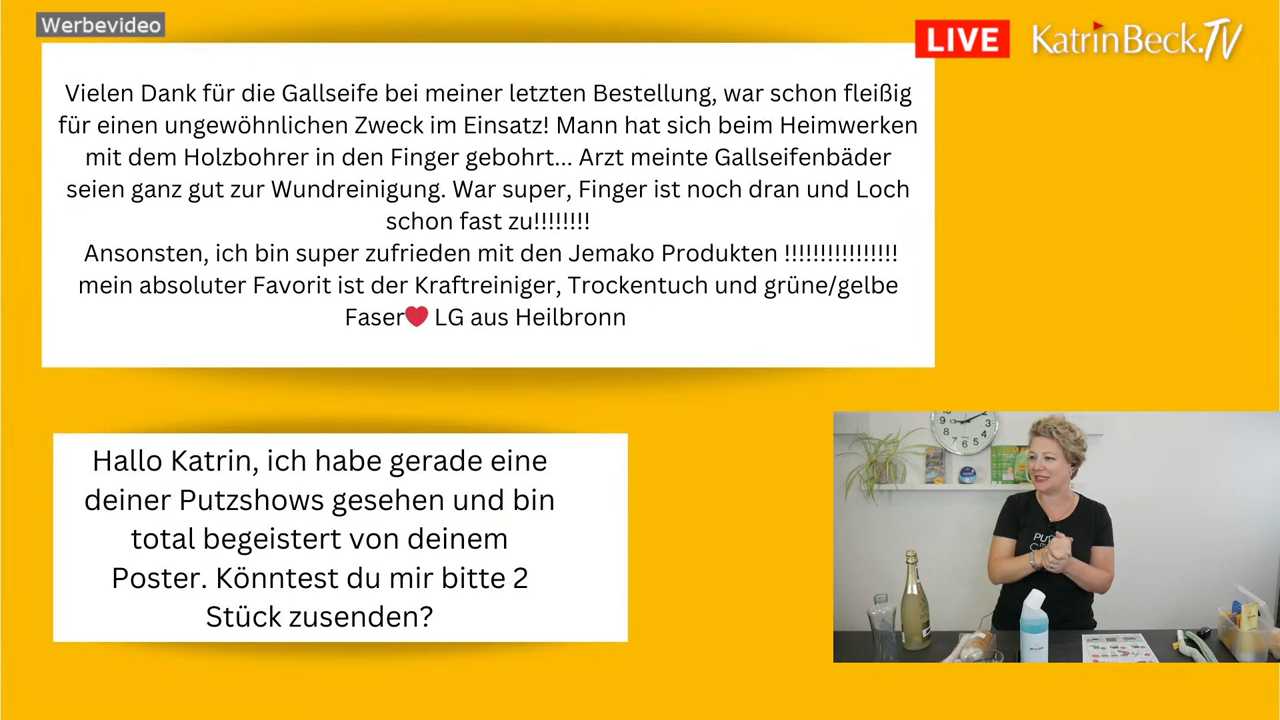 Werbevideo
LIVE KatrinBeck.TV
Vielen Dank für die Gallseife bei meiner letzten Bestellung, war schon fleißig
für einen ungewöhnlichen Zweck im Einsatz! Mann hat sich beim Heimwerken
mit dem Holzbohrer in den Finger gebohrt... Arzt meinte Gallseifenbäder
seien ganz gut zur Wundreinigung. War super, Finger ist noch dran und Loch
schon fast zu!!!!!!!!
Ansonsten, ich bin super zufrieden mit den Jemako Produkten !!!!!!!!!!!!!!!!
mein absoluter Favorit ist der Kraftreiniger, Trockentuch und grüne/gelbe
Faser❤️ LG aus Heilbronn
Hallo Katrin, ich habe gerade eine
deiner Putzshows gesehen und bin
total begeistert von deinem
Poster. Könntest du mir bitte 2
Stück zusenden?